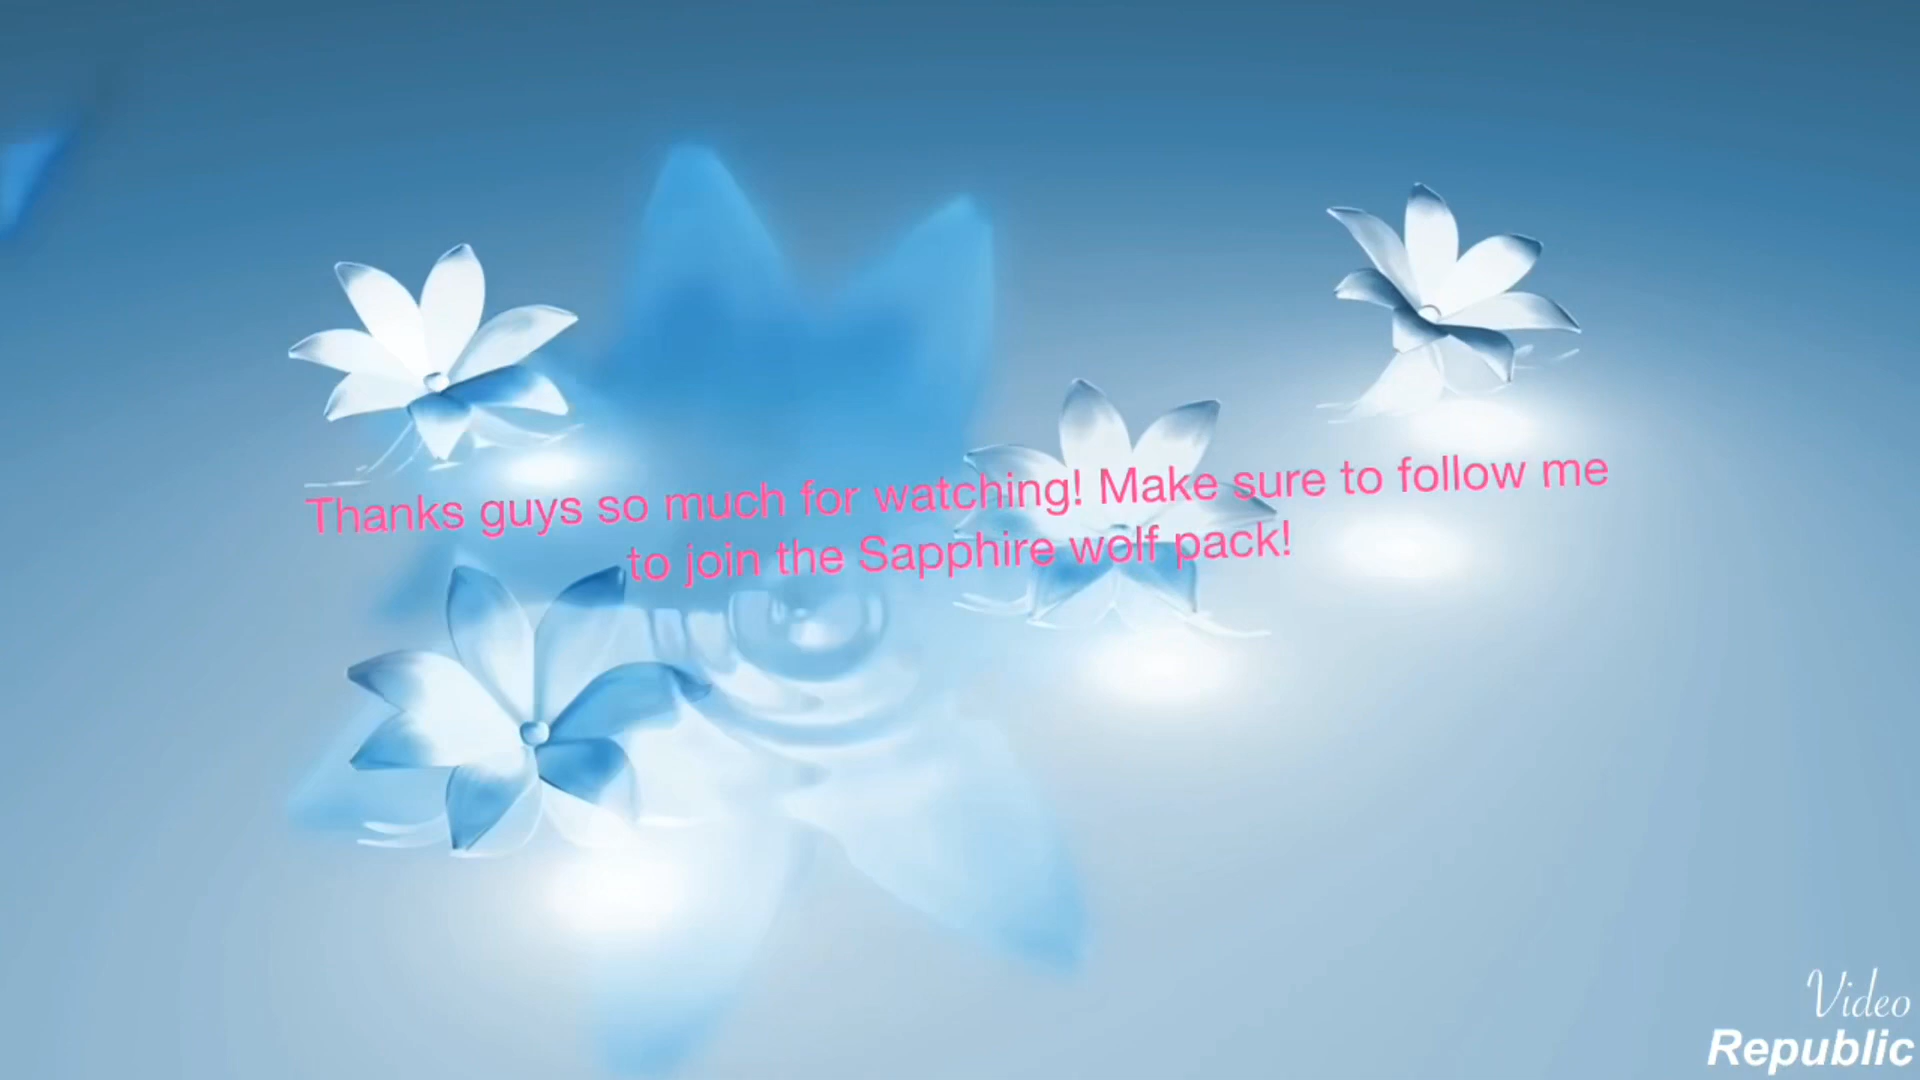 Thanks guys so much for watching! Make sure to follow me
to join the Sapphire wolf pack!
Video
Republic